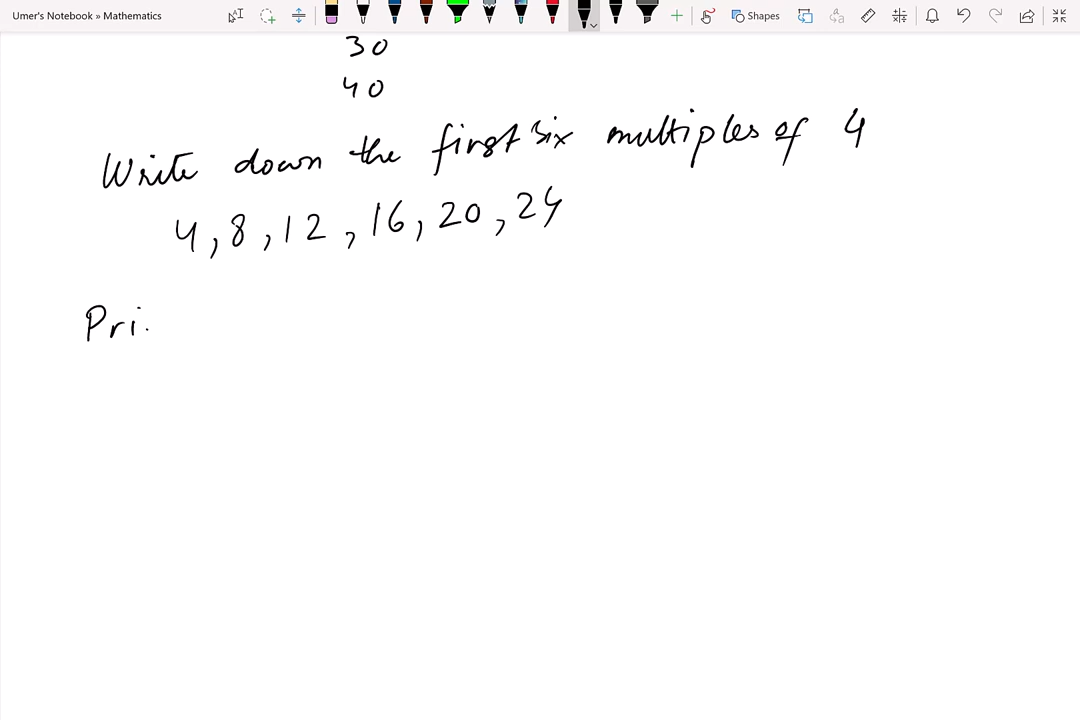 Umer's Notebook » Mathematics
Shapes
30
40
Write down the first six multiples of 4
4, 8, 12, 16, 20, 24
Pri.